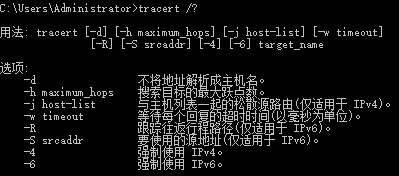 C:\Users\Administrator>tracert /?
用法: tracert [-d] [-h maximum_hops] [-j host-list] [-w timeout]
[-R] [-S srcaddr] [-4] [-6] target_name
选项:
-d 不将地址解析成主机名。
-h maximum_hops 搜索目标的最大跃点数。
-j host-list 与主机列表一起的松散源路由(仅适用于 IPv4)。
-w timeout 等待每个回复的超时时间(以毫秒为单位)。
-R 跟踪往返行程路径(仅适用于 IPv6)。
-S srcaddr 要使用的源地址(仅适用于 IPv6)。
-4 强制使用 IPv4。
-6 强制使用 IPv6。